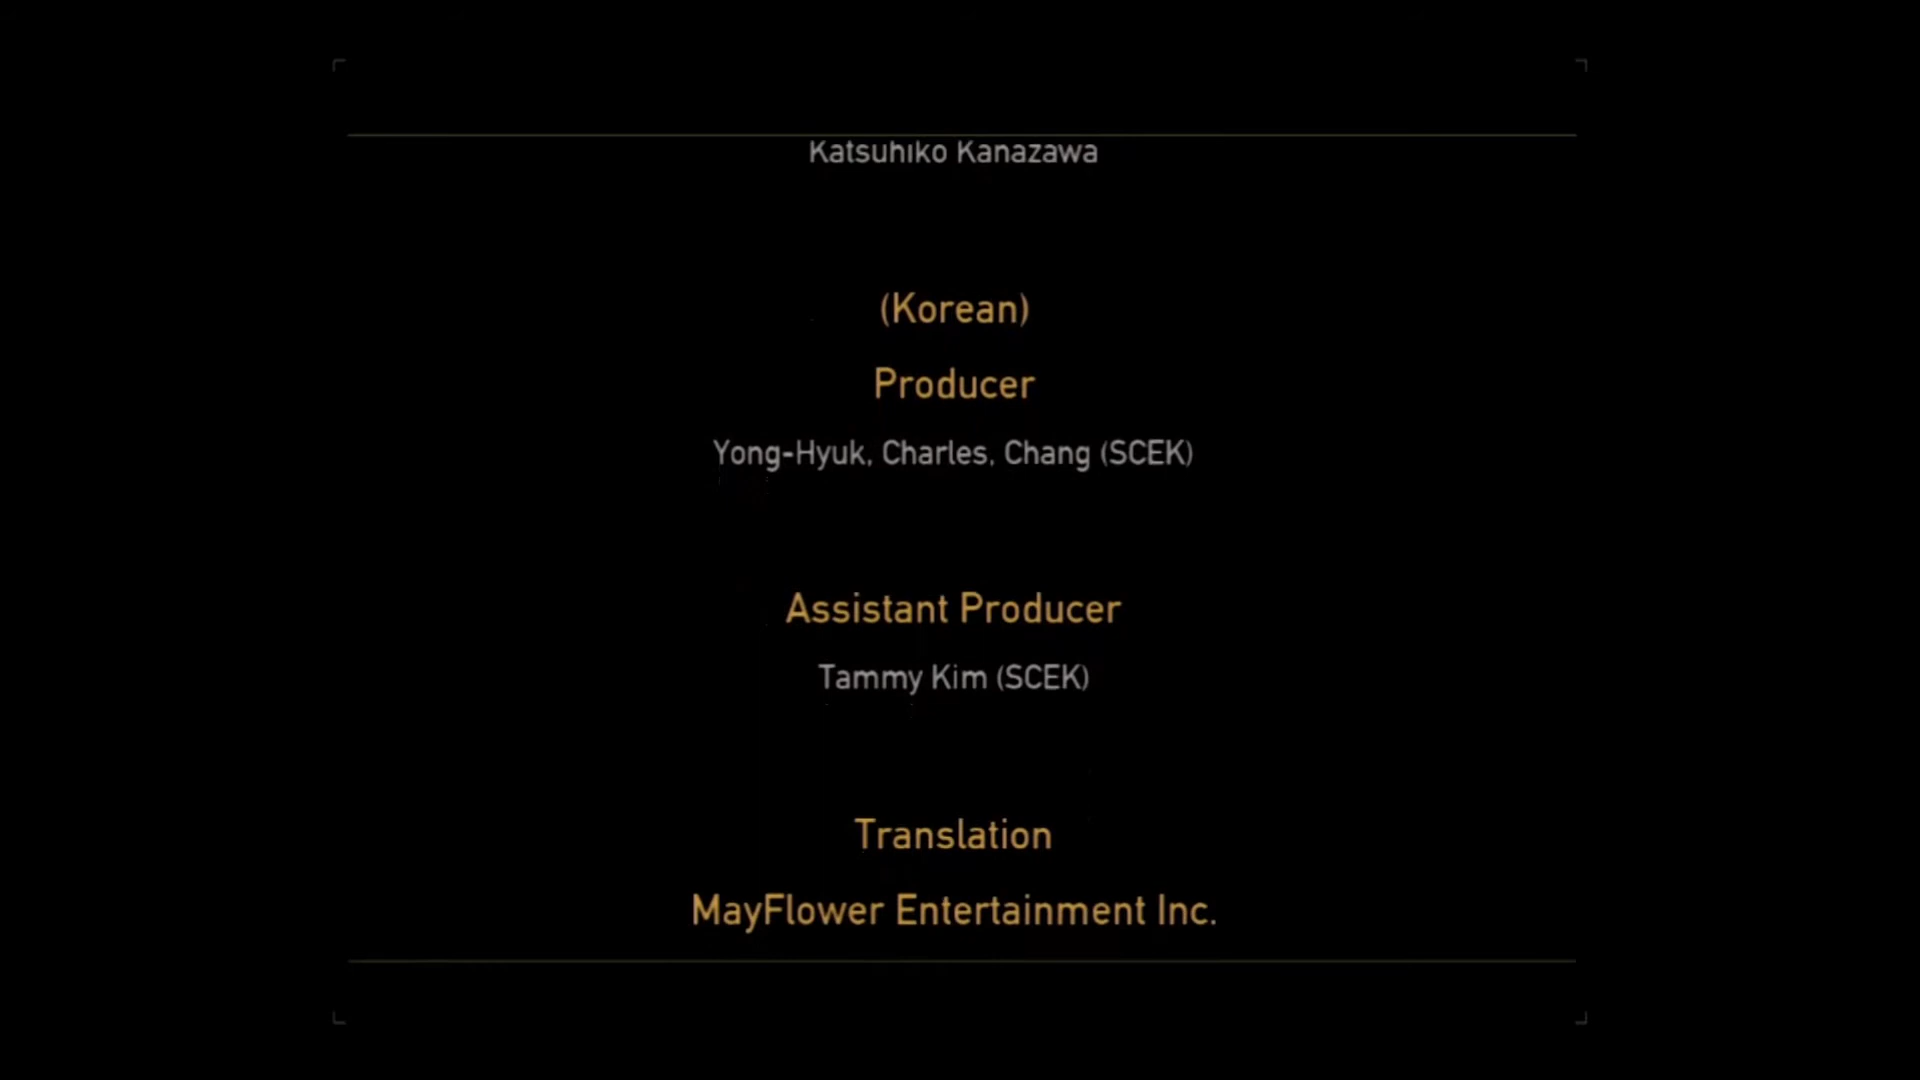 Katsuhiko Kanazawa
(Korean)
Producer
Yong-Hyuk, Charles, Chang (SCEK)
Assistant Producer
Tammy Kim (SCEK)
Translation
MayFlower Entertainment Inc.